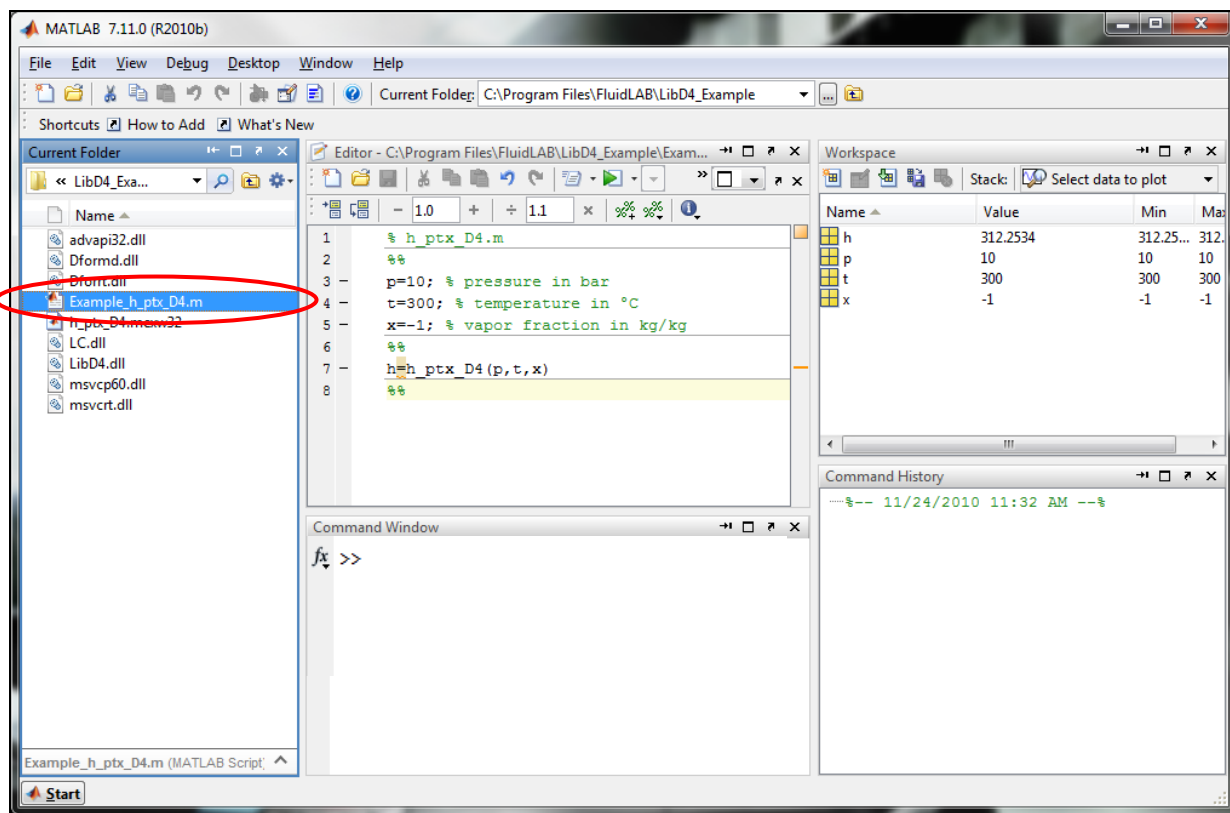 MATLAB 7.11.0 (R2010b)
File Edit View Debug Desktop Window Help
Current Folder: C:\Program Files\FluidLAB\LibD4_Example
Shortcuts How to Add What's New
Current Folder
« LibD4_Exa...
Name
advapi32.dll
Dformd.dll
Dforrt.dll
Example_h_ptx_D4.m
h_ptx_D4.mexw32
LC.dll
LibD4.dll
msvcp60.dll
msvcrt.dll
Example_h_ptx_D4.m (MATLAB Script)
Editor - C:\Program Files\FluidLAB\LibD4_Example\Exam...
- 1.0 + ÷ 1.1 ×
1 % h_ptx_D4.m
2 %%
3 - p=10; % pressure in bar
4 - t=300; % temperature in °C
5 - x=-1; % vapor fraction in kg/kg
6 %%
7 - h=h_ptx_D4(p,t,x)
8 %%
Command Window
fx >>
Workspace
Stack: Select data to plot
Name Value Min Max
h 312.2534 312.25... 312.
p 10 10 10
t 300 300 300
x -1 -1 -1
Command History
%-- 11/24/2010 11:32 AM --%
Start